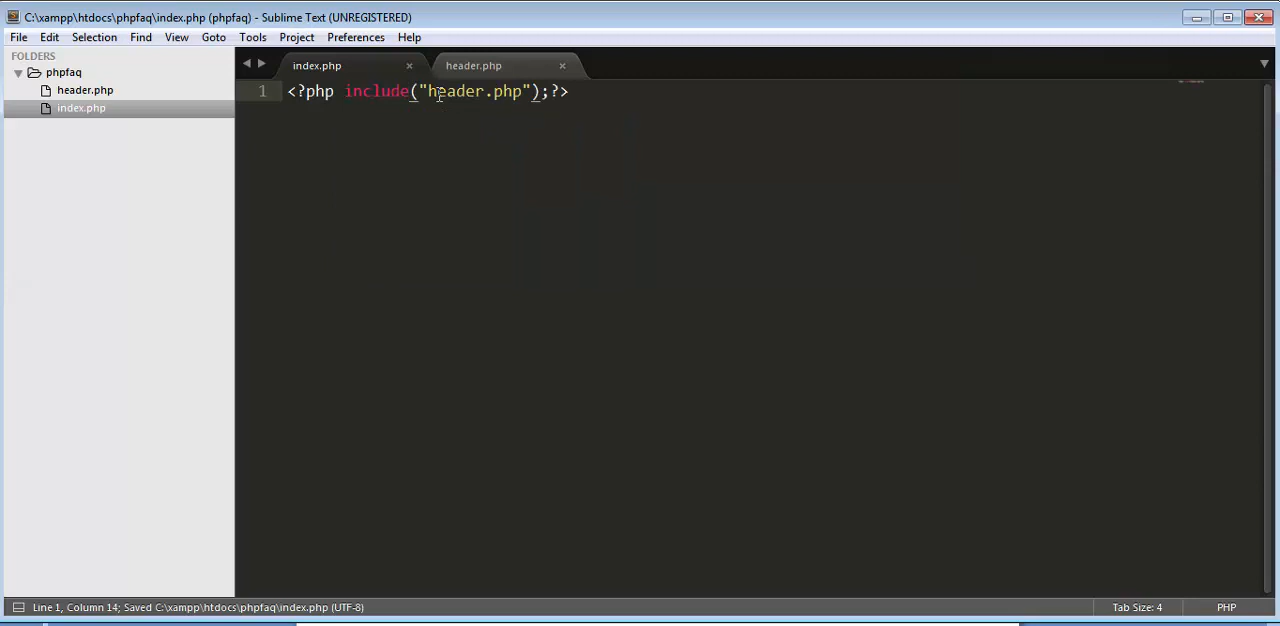 C:\xampp\htdocs\phpfaq\index.php (phpfaq) - Sublime Text (UNREGISTERED)
File Edit Selection Find View Goto Tools Project Preferences Help
FOLDERS
phpfaq
header.php
index.php
index.php header.php
1 <?php include("header.php");?>
Line 1, Column 14; Saved C:\xampp\htdocs\phpfaq\index.php (UTF-8) Tab Size: 4 PHP